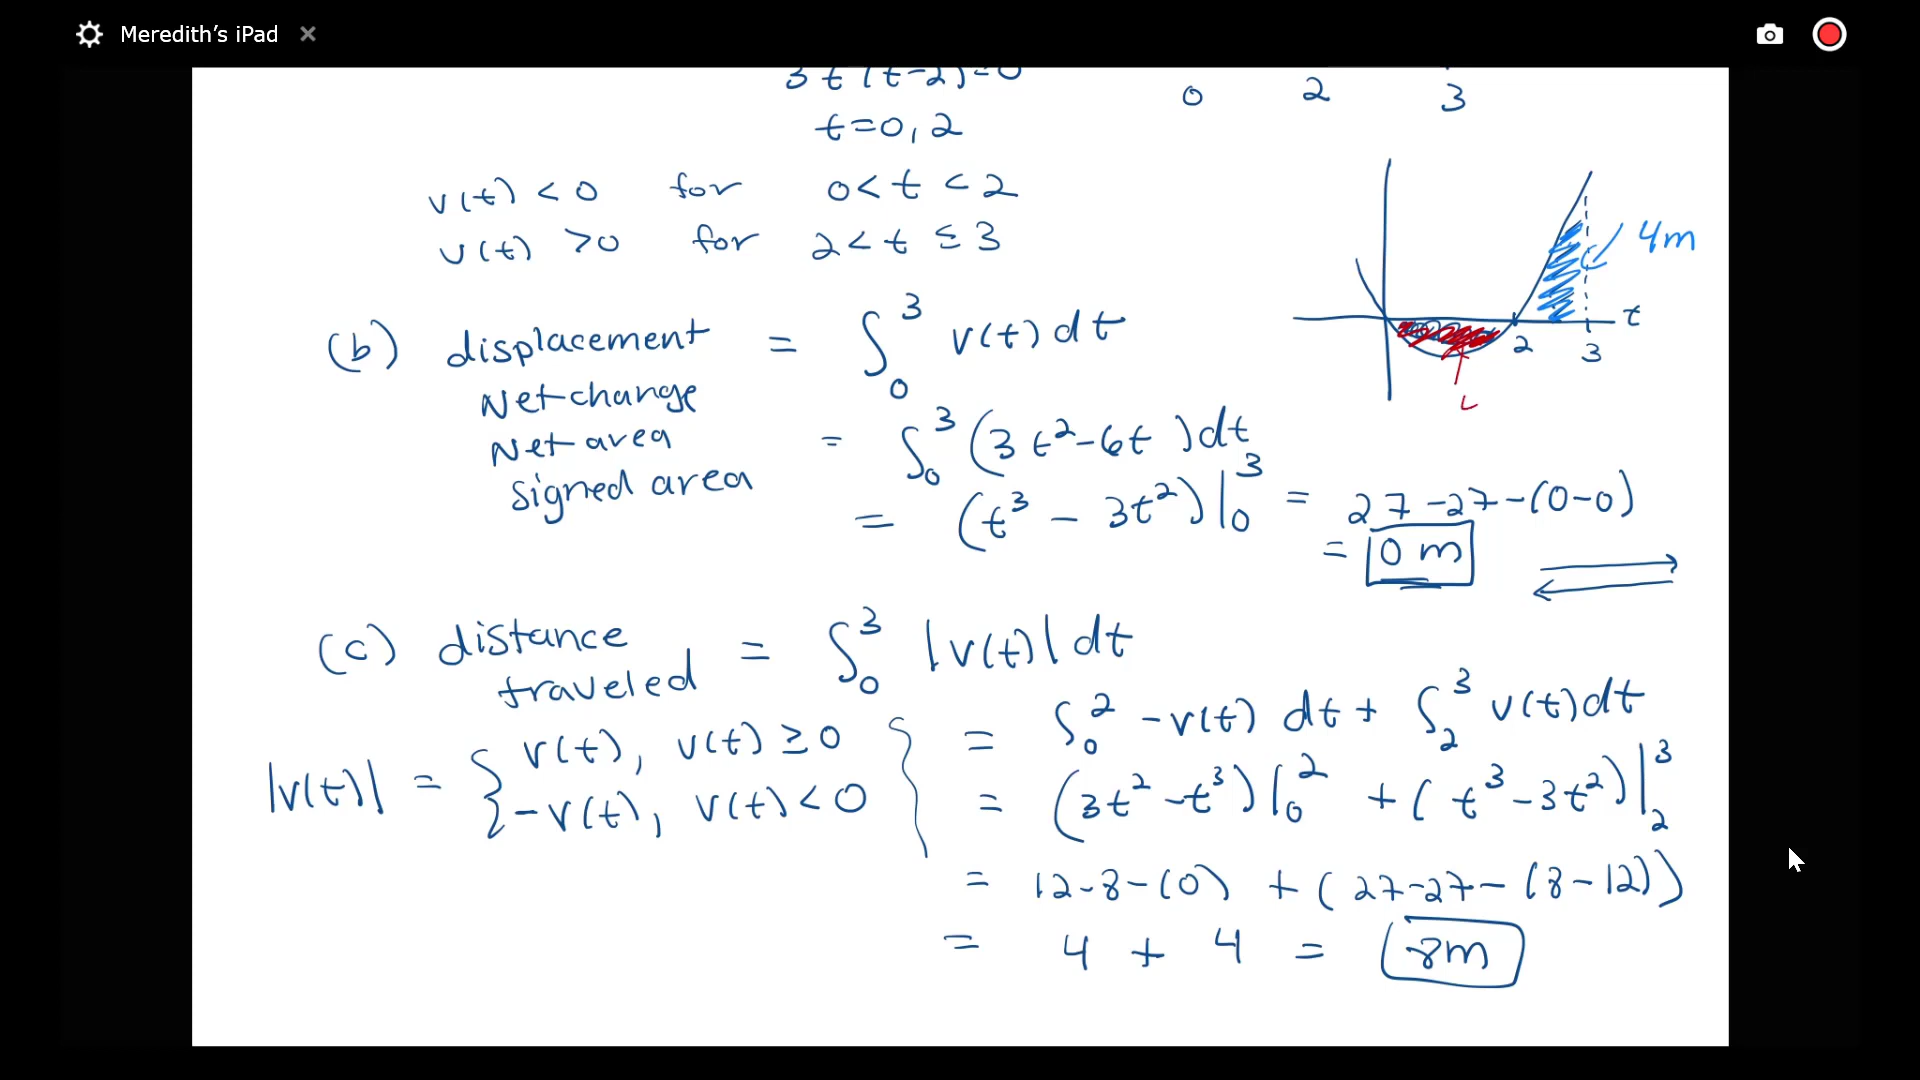 Meredith's iPad
3t(t-2)=0
0 2 3
t=0, 2
v(t) < 0 for 0<t<2
v(t) >0 for 2<t≤3
4m
t
2 3
(b) displacement = ∫₀³ v(t)dt
Net change
Net area = ∫₀³ (3t²-6t)dt
Signed area
= (t³ - 3t²)|₀³ = 27-27-(0-0)
= 0 m
(c) distance traveled = ∫₀³ |v(t)|dt
= ∫₀² -v(t) dt + ∫₂³ v(t)dt
|v(t)| = { v(t), v(t) ≥ 0
{ -v(t), v(t) < 0
= (3t²-t³)|₀² + (t³-3t²)|₂³
= 12-8-(0) + (27-27-(8-12))
= 4 + 4 = 8m